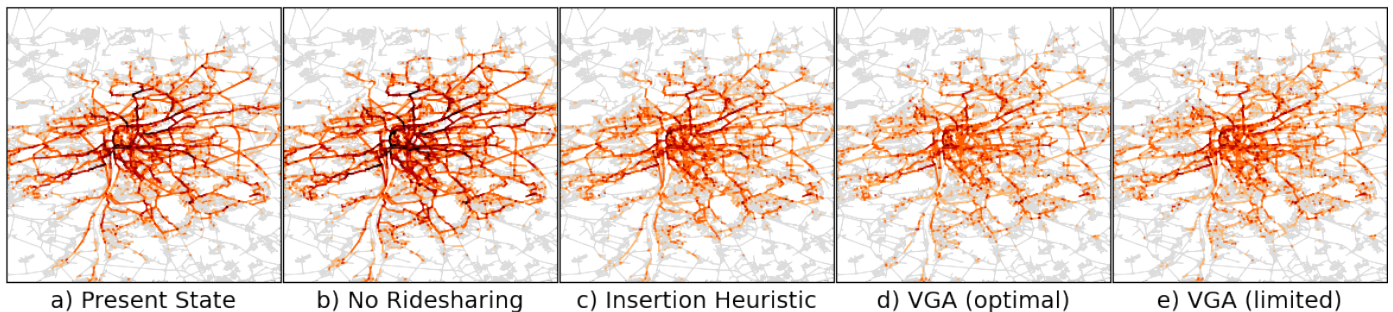 a) Present State
b) No Ridesharing
c) Insertion Heuristic
d) VGA (optimal)
e) VGA (limited)